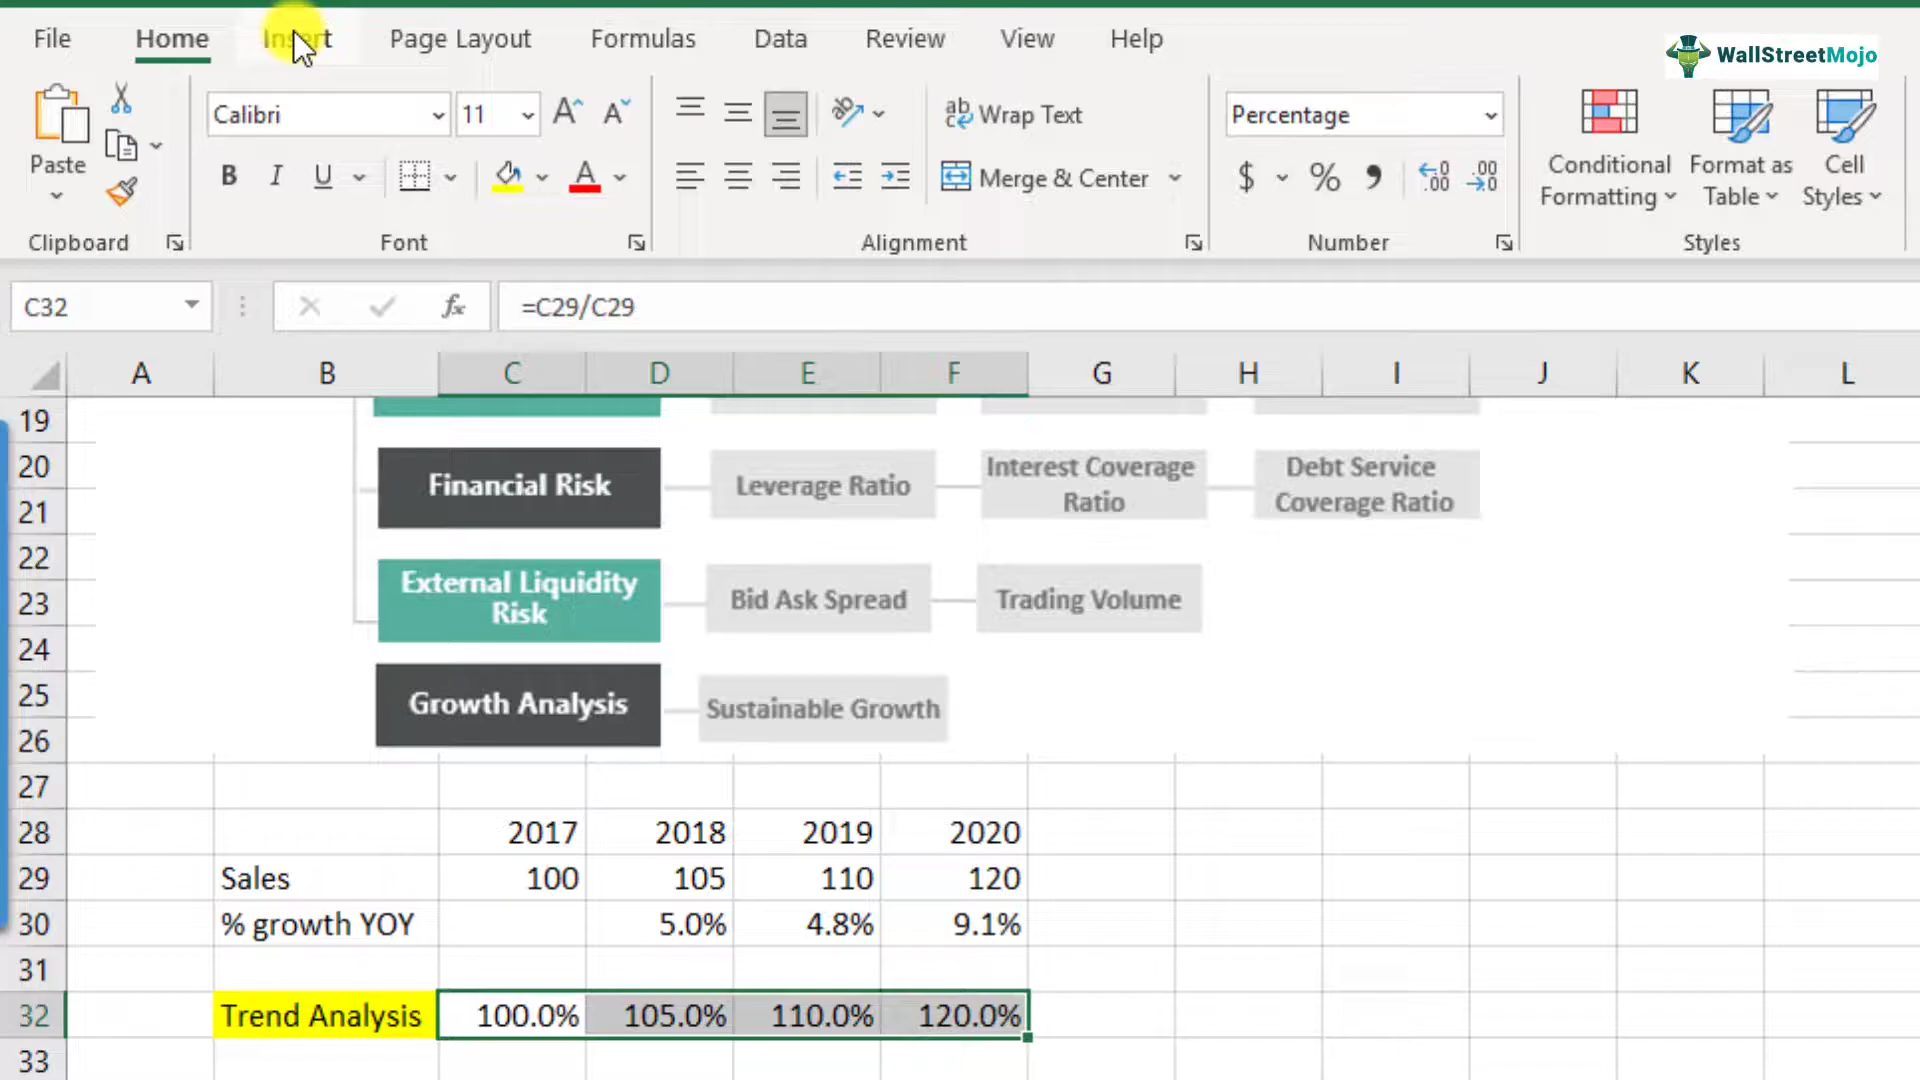 File Home Insert Page Layout Formulas Data Review View Help
WallStreetMojo
Calibri 11 ab Wrap Text Percentage
Paste B I U A Merge & Center $ % Conditional Formatting Format as Table Cell Styles
Clipboard Font Alignment Number Styles
C32 fx =C29/C29
A B C D E F G H I J K L
19
20 Financial Risk Leverage Ratio Interest Coverage Ratio Debt Service Coverage Ratio
21
22
23 External Liquidity Risk Bid Ask Spread Trading Volume
24
25 Growth Analysis Sustainable Growth
26
27
28 2017 2018 2019 2020
29 Sales 100 105 110 120
30 % growth YOY 5.0% 4.8% 9.1%
31
32 Trend Analysis 100.0% 105.0% 110.0% 120.0%
33